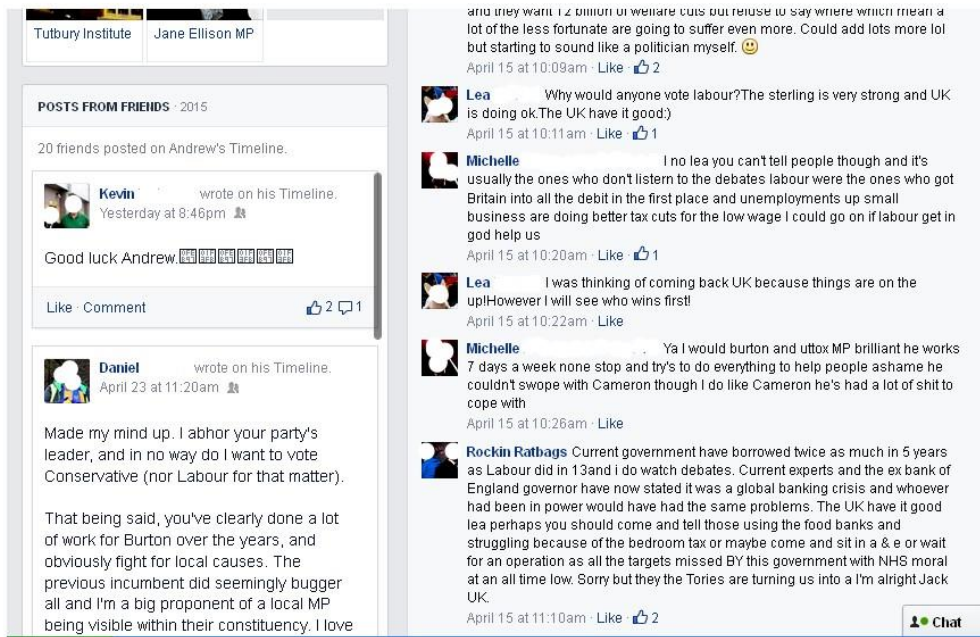 Tutbury Institute
Jane Ellison MP
POSTS FROM FRIENDS · 2015
20 friends posted on Andrew's Timeline.
Kevin wrote on his Timeline.
Yesterday at 8:46pm
Good luck Andrew.
Like · Comment
2 1
Daniel wrote on his Timeline.
April 23 at 11:20am
Made my mind up. I abhor your party's
leader, and in no way do I want to vote
Conservative (nor Labour for that matter).
That being said, you've clearly done a lot
of work for Burton over the years, and
obviously fight for local causes. The
previous incumbent did seemingly bugger
all and I'm a big proponent of a local MP
being visible within their constituency. I love
and they want 12 billion of welfare cuts but refuse to say where which mean a
lot of the less fortunate are going to suffer even more. Could add lots more lol
but starting to sound like a politician myself.
April 15 at 10:09am · Like · 2
Lea Why would anyone vote labour?The sterling is very strong and UK
is doing ok.The UK have it good:)
April 15 at 10:11am · Like · 1
Michelle I no lea you can't tell people though and it's
usually the ones who don't listern to the debates labour were the ones who got
Britain into all the debit in the first place and unemployments up small
business are doing better tax cuts for the low wage I could go on if labour get in
god help us
April 15 at 10:20am · Like · 1
Lea I was thinking of coming back UK because things are on the
up!However I will see who wins first!
April 15 at 10:22am · Like
Michelle Ya I would burton and uttox MP brilliant he works
7 days a week none stop and try's to do everything to help people ashame he
couldn't swope with Cameron though I do like Cameron he's had a lot of shit to
cope with
April 15 at 10:26am · Like
Rockin Ratbags Current government have borrowed twice as much in 5 years
as Labour did in 13and i do watch debates. Current experts and the ex bank of
England governor have now stated it was a global banking crisis and whoever
had been in power would have had the same problems. The UK have it good
lea perhaps you should come and tell those using the food banks and
struggling because of the bedroom tax or maybe come and sit in a & e or wait
for an operation as all the targets missed BY this government with NHS moral
at an all time low. Sorry but they the Tories are turning us into a I'm alright Jack
UK.
April 15 at 11:10am · Like · 2
Chat